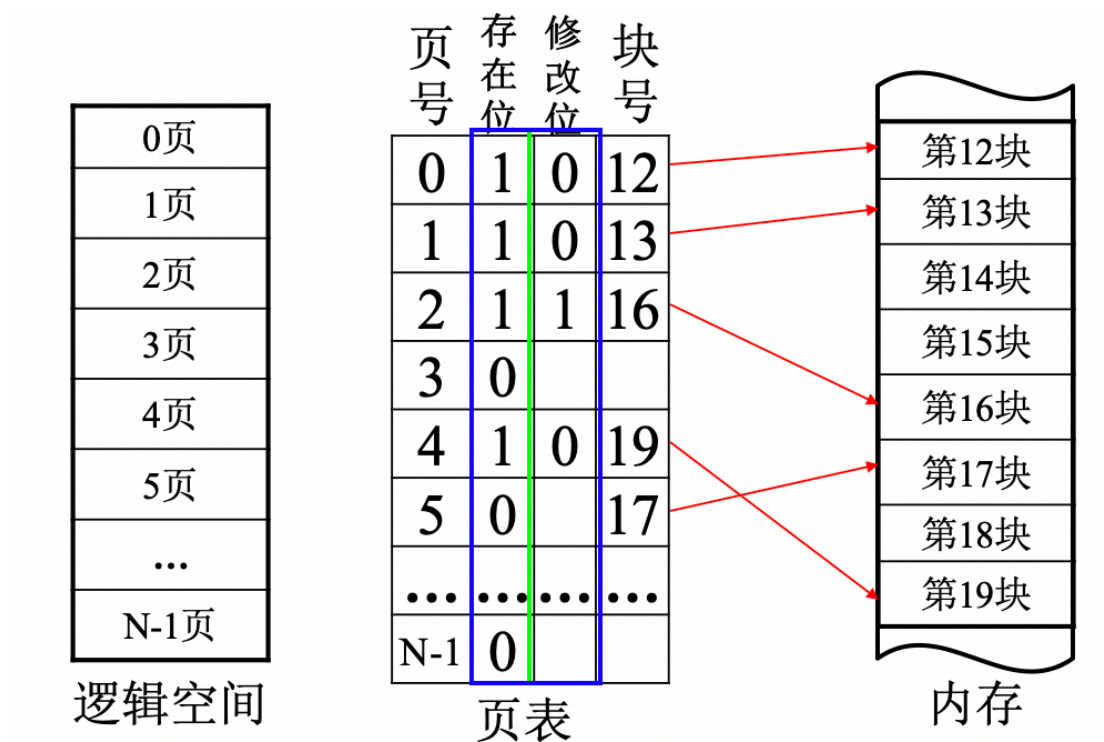 0页
1页
2页
3页
4页
5页
...
N-1页
逻辑空间
页号 存在位 修改位 块号
0 1 0 12
1 1 0 13
2 1 1 16
3 0
4 1 0 19
5 0 17
... ... ... ...
N-1 0
页表
第12块
第13块
第14块
第15块
第16块
第17块
第18块
第19块
内存